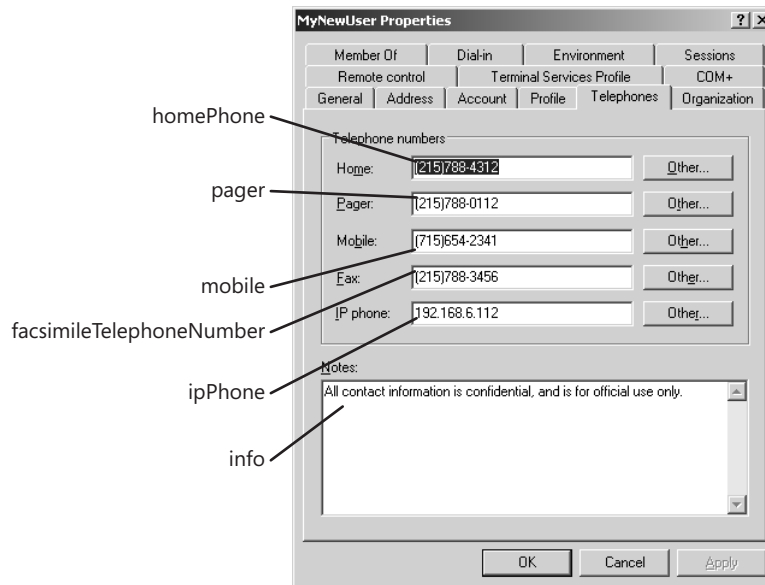 MyNewUser Properties ? ×
Member Of Dial-in Environment Sessions
Remote control Terminal Services Profile COM+
General Address Account Profile Telephones Organization
homePhone
Telephone numbers
Home: (215)788-4312 Other...
pager
Pager: (215)788-0112 Other...
Mobile: (715)654-2341 Other...
mobile
Fax: (215)788-3456 Other...
facsimileTelephoneNumber
IP phone: 192.168.6.112 Other...
Notes:
ipPhone
All contact information is confidential, and is for official use only.
info
OK Cancel Apply